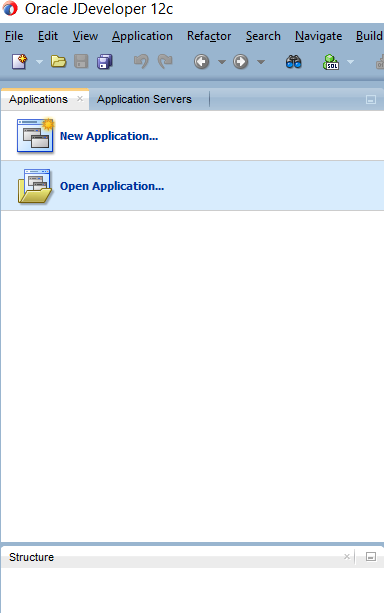 Oracle JDeveloper 12c
File Edit View Application Refactor Search Navigate Build
SQL
Applications Application Servers
New Application...
Open Application...
Structure